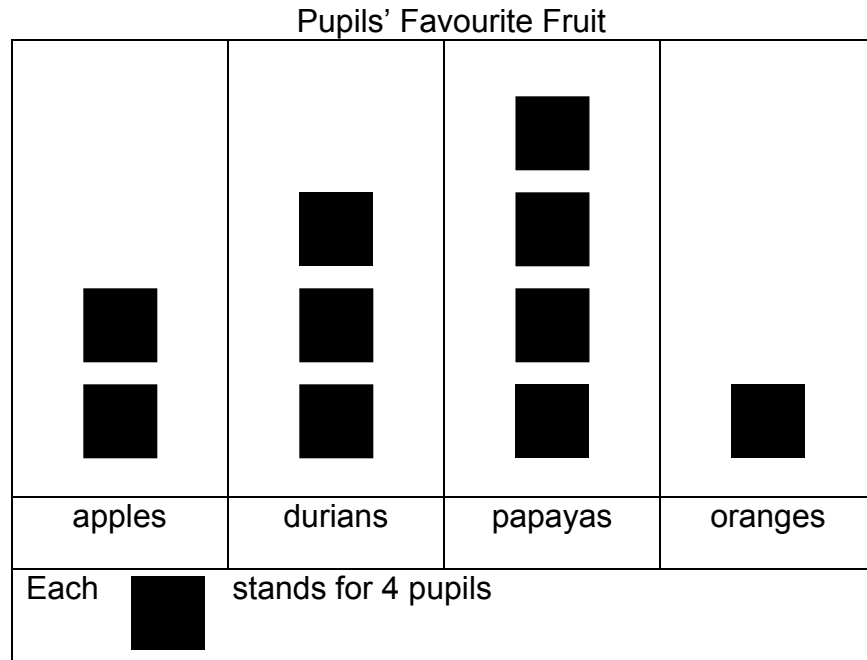 Pupils’ Favourite Fruit
apples durians papayas oranges
Each stands for 4 pupils